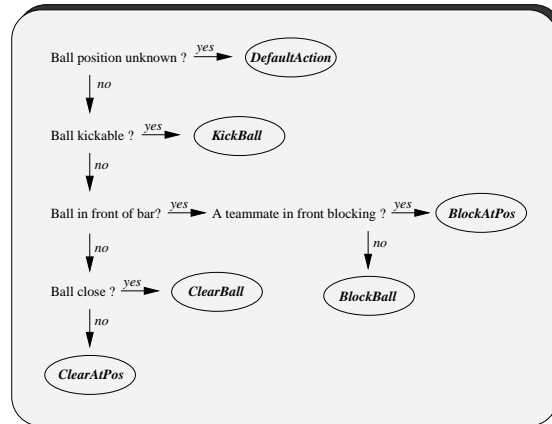 Ball position unknown ? yes DefaultAction
no
Ball kickable ? yes KickBall
no
Ball in front of bar? yes A teammate in front blocking ? yes BlockAtPos
no no
Ball close ? yes ClearBall BlockBall
no
ClearAtPos